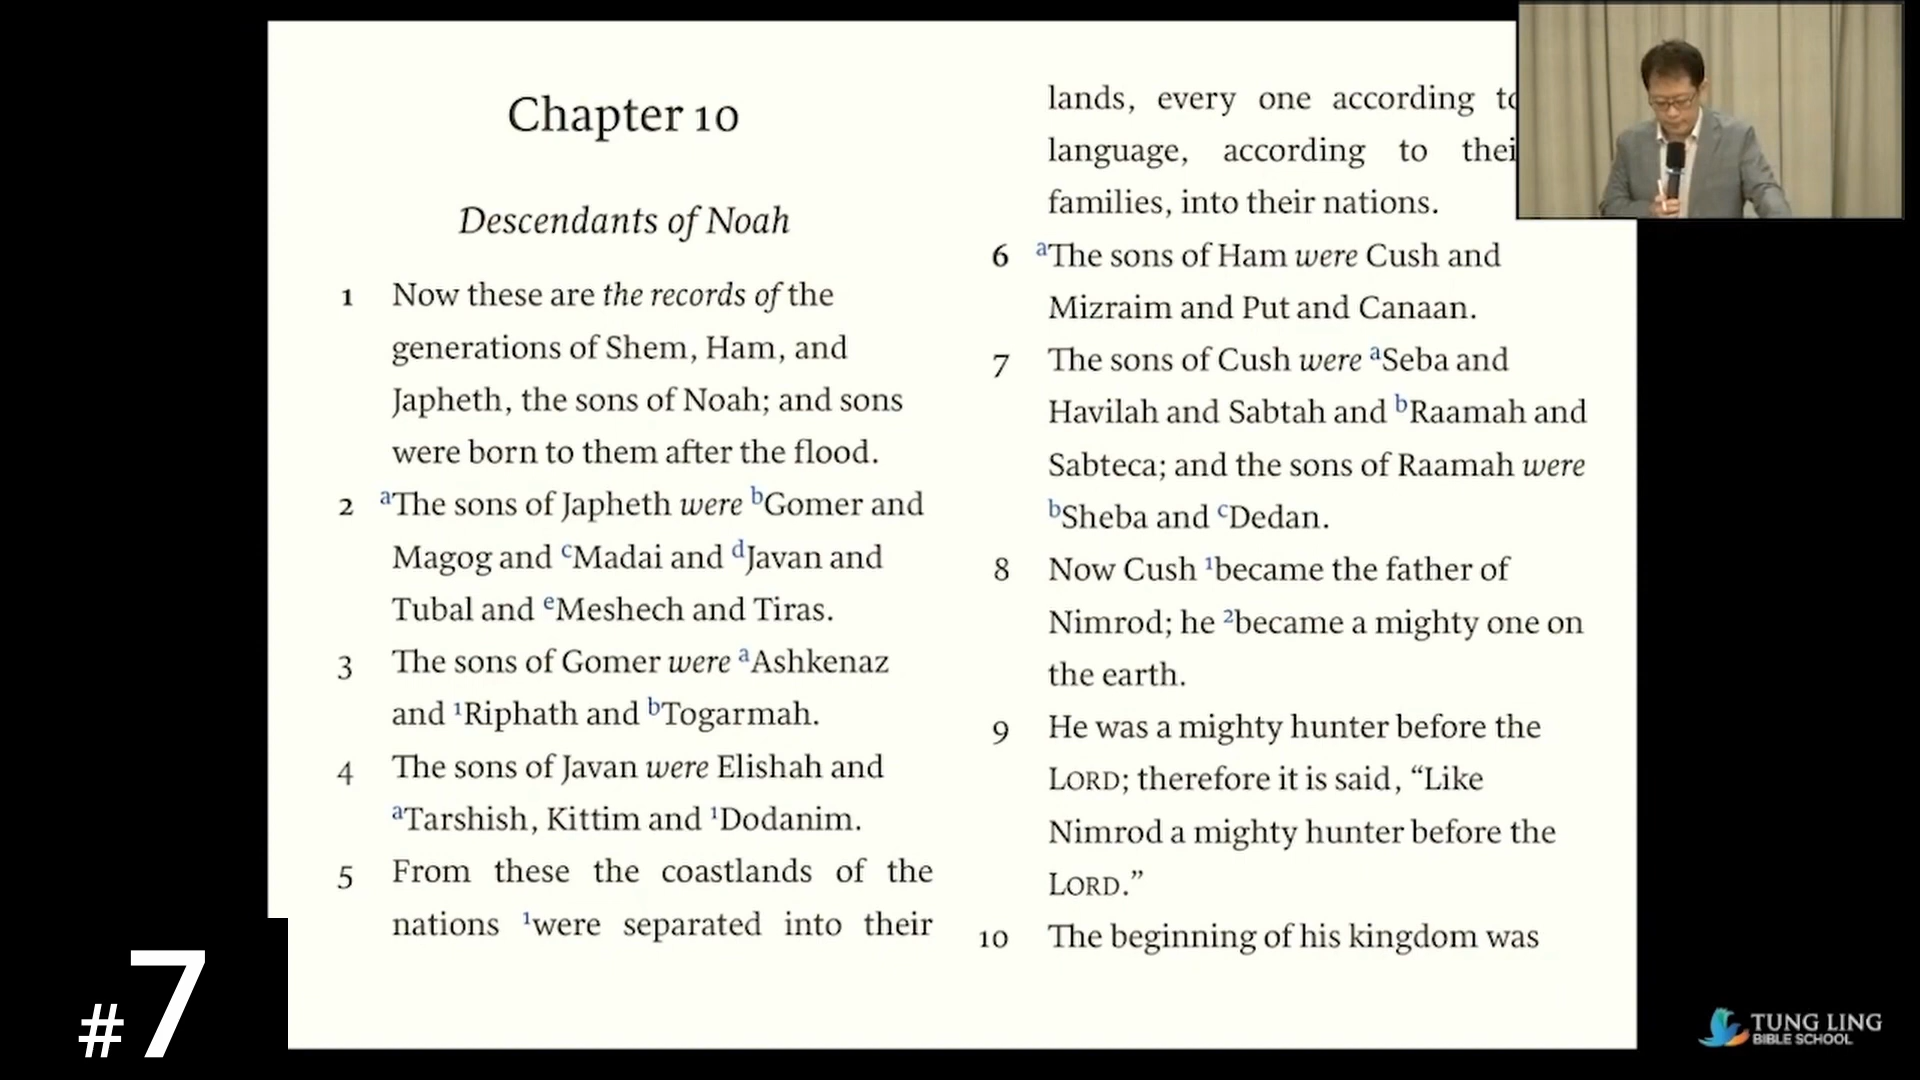 Chapter 10
Descendants of Noah
1 Now these are the records of the
generations of Shem, Ham, and
Japheth, the sons of Noah; and sons
were born to them after the flood.
2 aThe sons of Japheth were bGomer and
Magog and cMadai and dJavan and
Tubal and eMeshech and Tiras.
3 The sons of Gomer were aAshkenaz
and 1Riphath and bTogarmah.
4 The sons of Javan were Elishah and
aTarshish, Kittim and 1Dodanim.
5 From these the coastlands of the
nations 1were separated into their
lands, every one according
language, according to
families, into their nations.
6 aThe sons of Ham were Cush and
Mizraim and Put and Canaan.
7 The sons of Cush were aSeba and
Havilah and Sabtah and bRaamah and
Sabteca; and the sons of Raamah were
bSheba and cDedan.
8 Now Cush 1became the father of
Nimrod; he 2became a mighty one on
the earth.
9 He was a mighty hunter before the
LORD; therefore it is said, “Like
Nimrod a mighty hunter before the
LORD.”
10 The beginning of his kingdom was
#7
TUNG LING
BIBLE SCHOOL